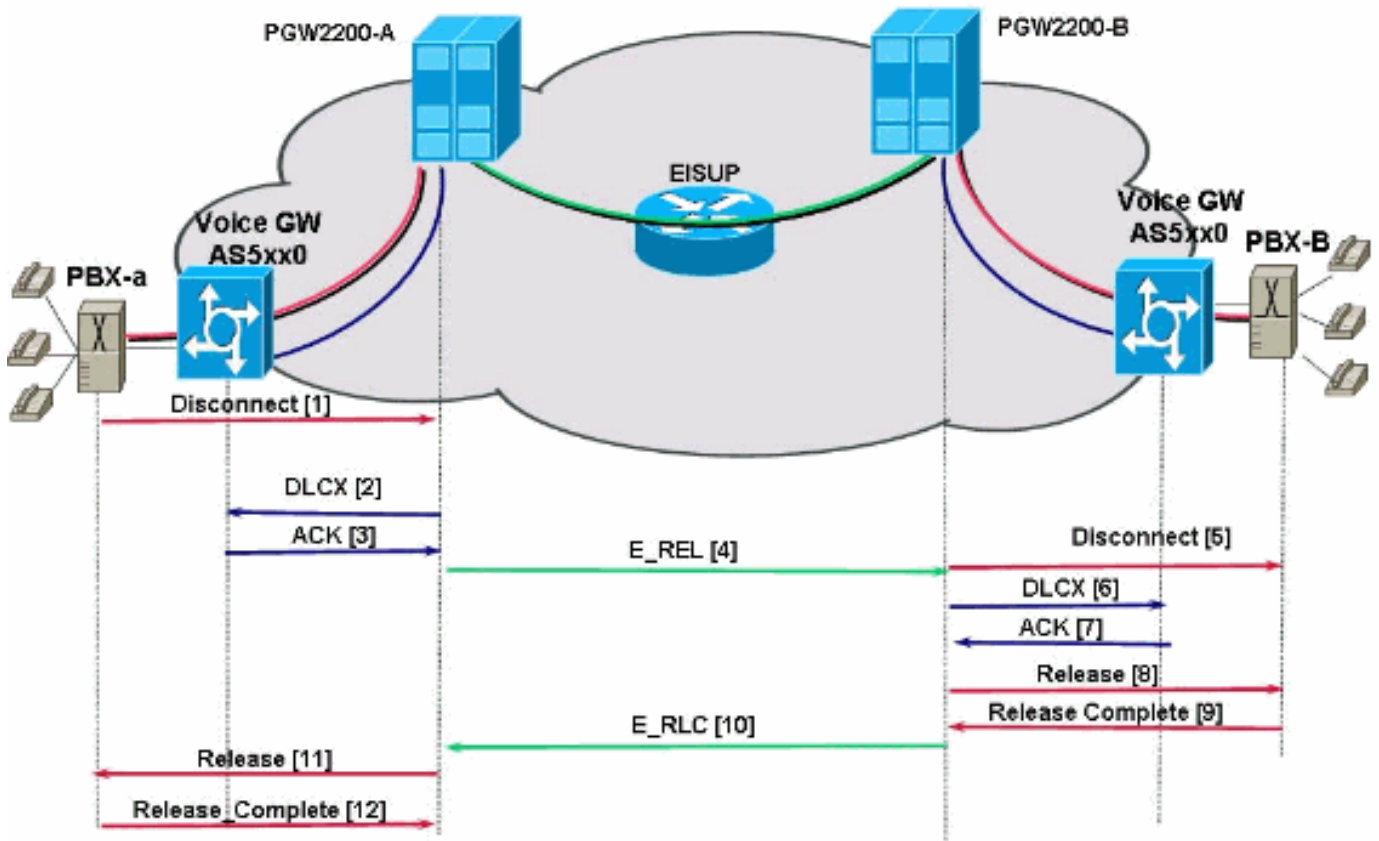 PGW2200-A
PGW2200-B
EISUP
Voice GW
AS5xx0
Voice GW
AS5xx0
PBX-a
PBX-B
Disconnect [1]
DLCX [2]
ACK [3]
E_REL [4]
Disconnect [5]
DLCX [6]
ACK [7]
Release [8]
Release Complete [9]
E_RLC [10]
Release [11]
Release_Complete [12]